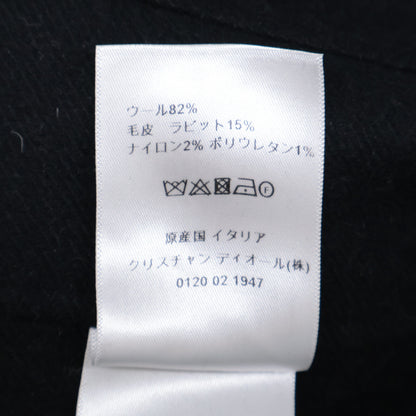 ウール82%
毛皮 ラビット15%
ナイロン2% ポリウレタン1%
原産国 イタリア
クリスチャン ディオール(株)
0120 02 1947